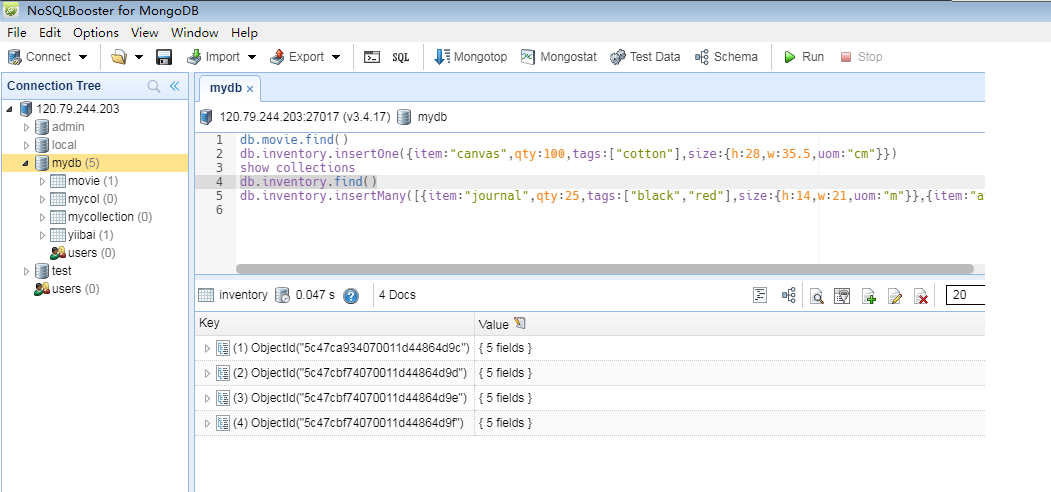 NoSQLBooster for MongoDB
File Edit Options View Window Help
Connect Import Export SQL Mongotop Mongostat Test Data Schema Run Stop
Connection Tree
120.79.244.203
admin
local
mydb (5)
movie (1)
mycol (0)
mycollection (0)
yiibai (1)
users (0)
test
users (0)
mydb ×
120.79.244.203:27017 (v3.4.17) mydb
1 db.movie.find()
2 db.inventory.insertOne({item:"canvas",qty:100,tags:["cotton"],size:{h:28,w:35.5,uom:"cm"}})
3 show collections
4 db.inventory.find()
5 db.inventory.insertMany([{item:"journal",qty:25,tags:["black","red"],size:{h:14,w:21,uom:"m"}},{item:"a
6
inventory 0.047 s 4 Docs 20
Key Value
(1) ObjectId("5c47ca934070011d44864d9c") { 5 fields }
(2) ObjectId("5c47cbf74070011d44864d9d") { 5 fields }
(3) ObjectId("5c47cbf74070011d44864d9e") { 5 fields }
(4) ObjectId("5c47cbf74070011d44864d9f") { 5 fields }